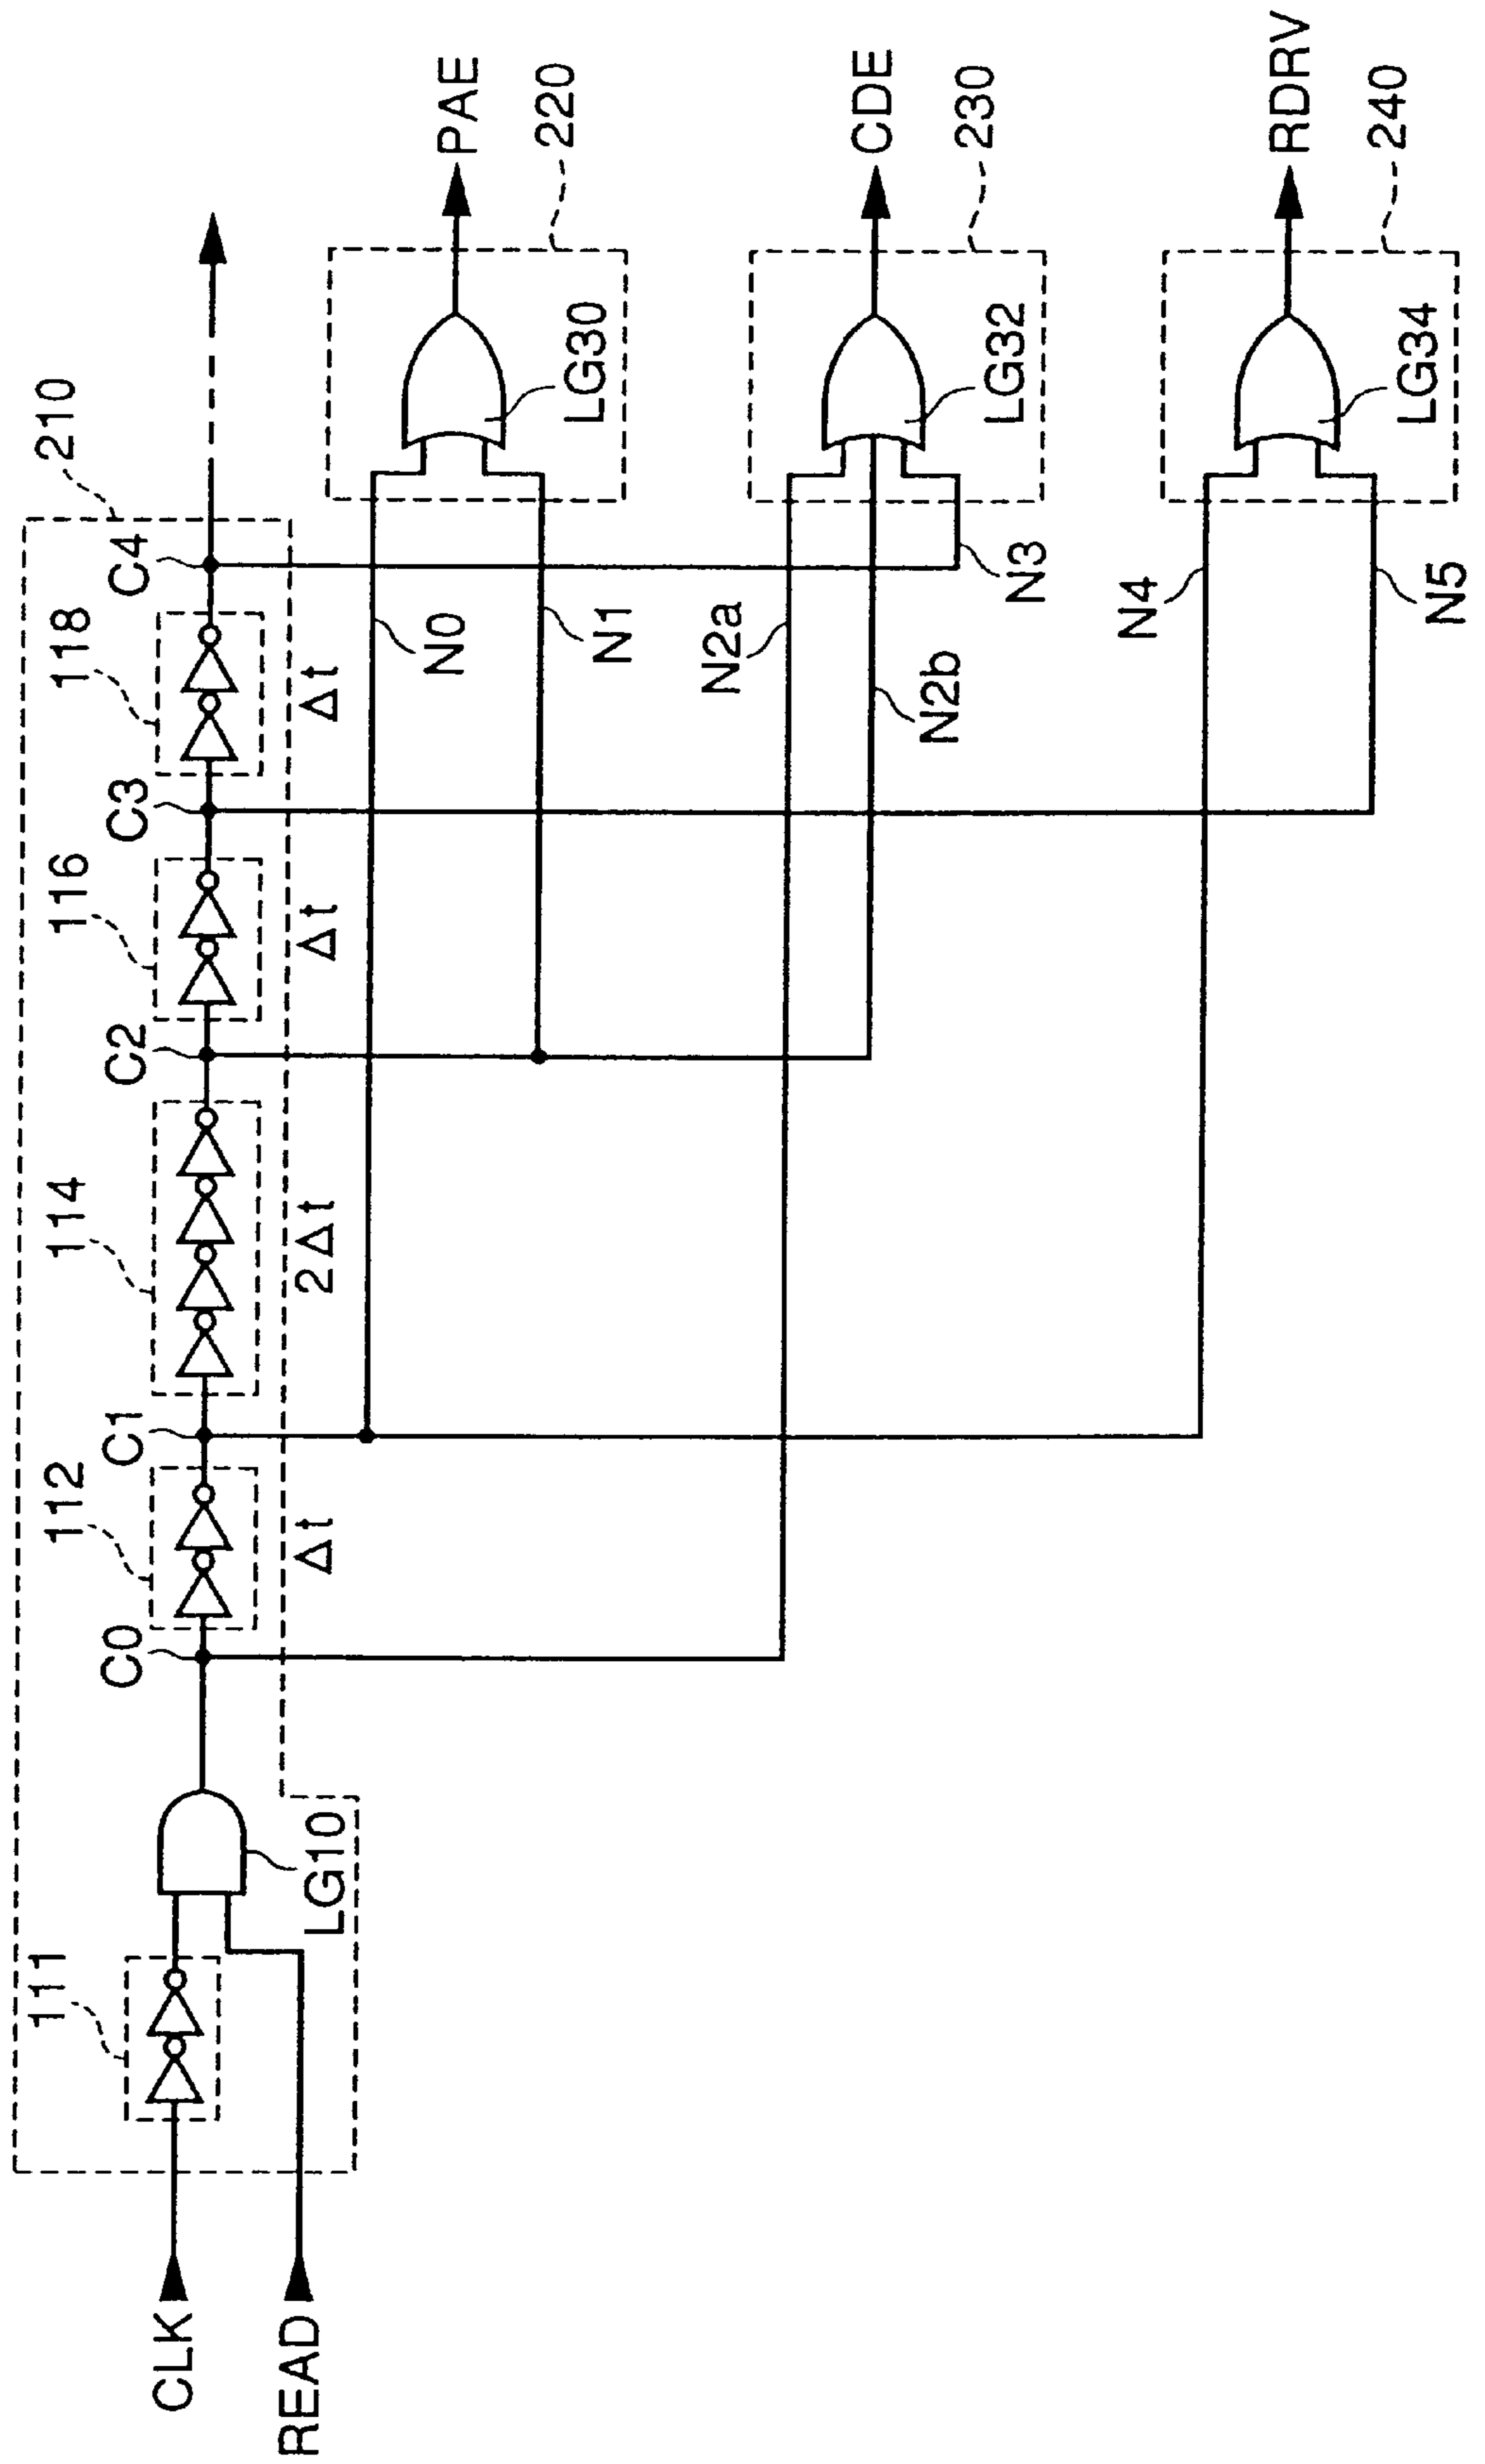 210
111
112
114
116
118
C0
C1
C2
C3
C4
CLK
READ
LG10
Δt
2Δt
Δt
Δt
N0
N1
LG30
PAE
220
N2a
N2b
N3
LG32
CDE
230
N4
N5
LG34
RDRV
240